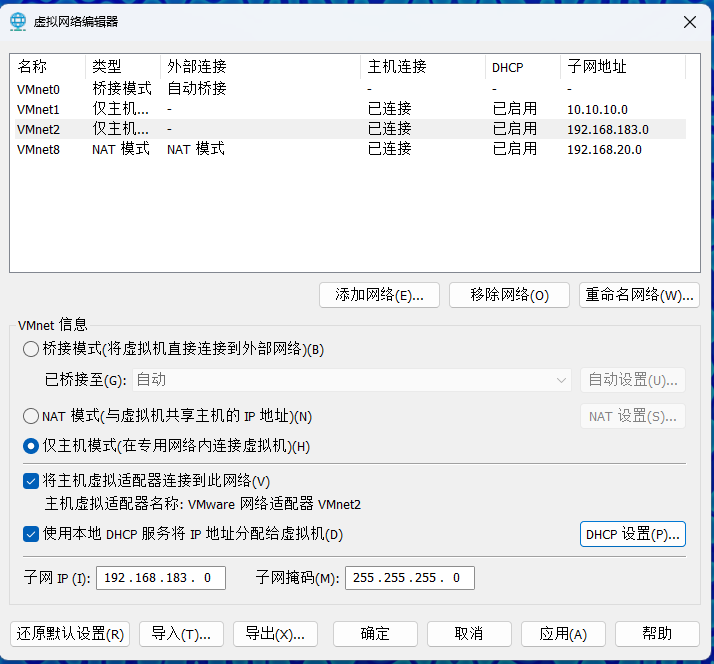 虚拟网络编辑器
名称 类型 外部连接 主机连接 DHCP 子网地址
VMnet0 桥接模式 自动桥接 - - -
VMnet1 仅主机... - 已连接 已启用 10.10.10.0
VMnet2 仅主机... - 已连接 已启用 192.168.183.0
VMnet8 NAT 模式 NAT 模式 已连接 已启用 192.168.20.0
添加网络(E)... 移除网络(O) 重命名网络(W)...
VMnet 信息
桥接模式(将虚拟机直接连接到外部网络)(B)
已桥接至(G): 自动 自动设置(U)...
NAT 模式(与虚拟机共享主机的 IP 地址)(N) NAT 设置(S)...
仅主机模式(在专用网络内连接虚拟机)(H)
将主机虚拟适配器连接到此网络(V)
主机虚拟适配器名称: VMware 网络适配器 VMnet2
使用本地 DHCP 服务将 IP 地址分配给虚拟机(D) DHCP 设置(P)...
子网 IP (I): 192.168.183. 0 子网掩码(M): 255.255.255. 0
还原默认设置(R) 导入(T)... 导出(X)... 确定 取消 应用(A) 帮助